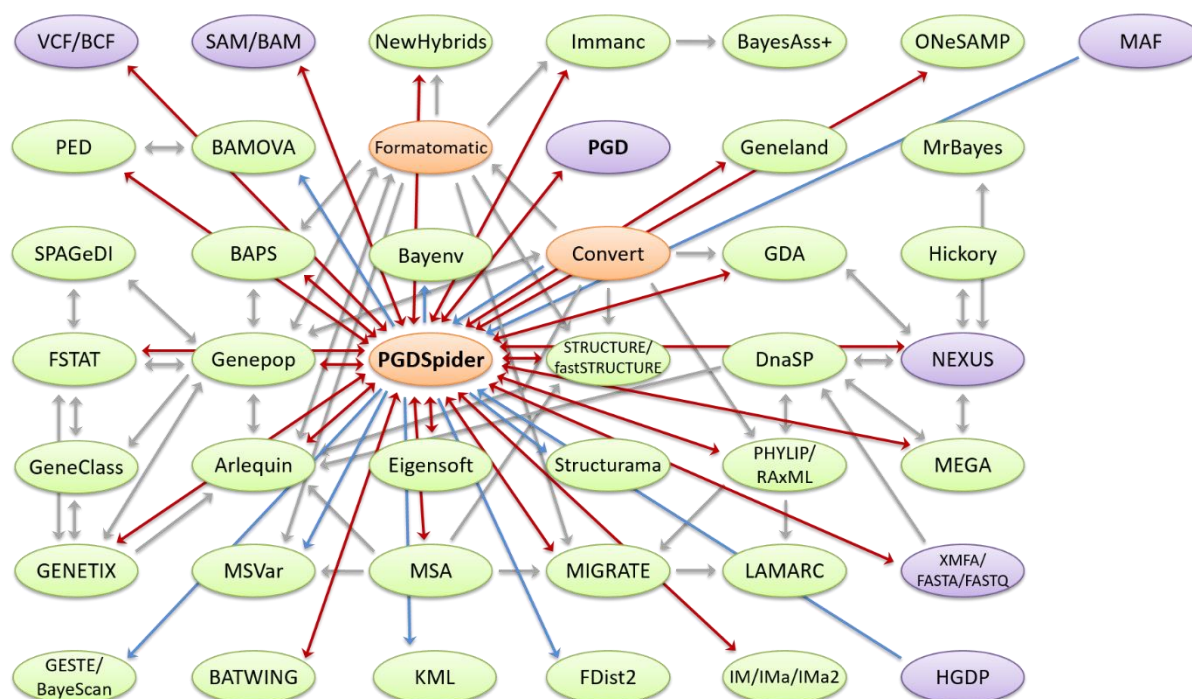 VCF/BCF
SAM/BAM
NewHybrids
Immanc
BayesAss+
ONeSAMP
MAF
PED
BAMOVA
Formatomatic
PGD
Geneland
MrBayes
SPAGeDI
BAPS
Bayenv
Convert
GDA
Hickory
FSTAT
Genepop
PGDSpider
STRUCTURE/
fastSTRUCTURE
DnaSP
NEXUS
GeneClass
Arlequin
Eigensoft
Structurama
PHYLIP/
RAxML
MEGA
GENETIX
MSVar
MSA
MIGRATE
LAMARC
XMFA/
FASTA/FASTQ
GESTE/
BayeScan
BATWING
KML
FDist2
IM/IMa/IMa2
HGDP